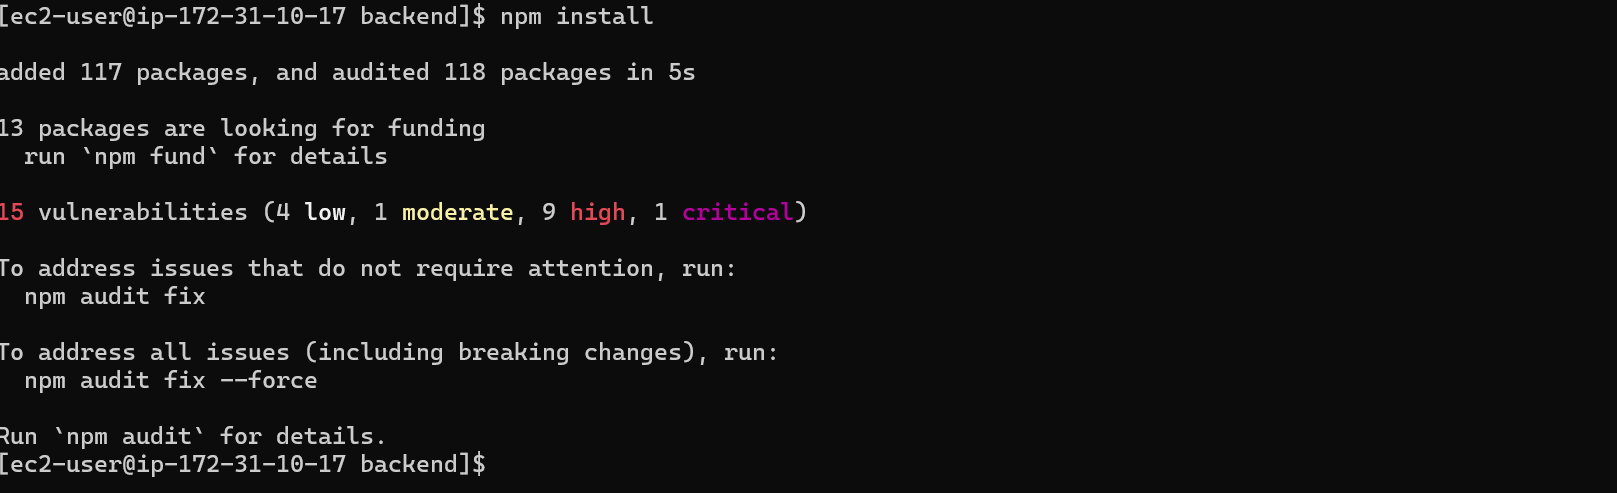 [ec2-user@ip-172-31-10-17 backend]$ npm install
added 117 packages, and audited 118 packages in 5s
13 packages are looking for funding
  run `npm fund` for details
15 vulnerabilities (4 low, 1 moderate, 9 high, 1 critical)
To address issues that do not require attention, run:
  npm audit fix
To address all issues (including breaking changes), run:
  npm audit fix --force
Run `npm audit` for details.
[ec2-user@ip-172-31-10-17 backend]$